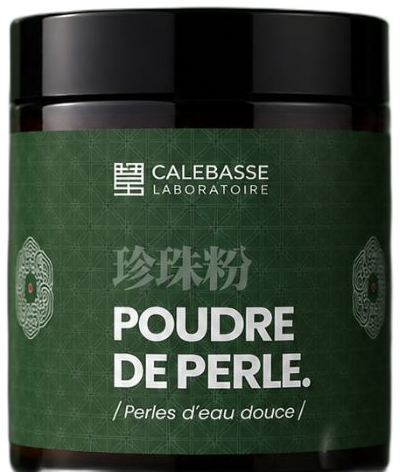 CALEBASSE
LABORATOIRE
珍珠粉
POUDRE
DE PERLE.
/Perles d'eau douce/